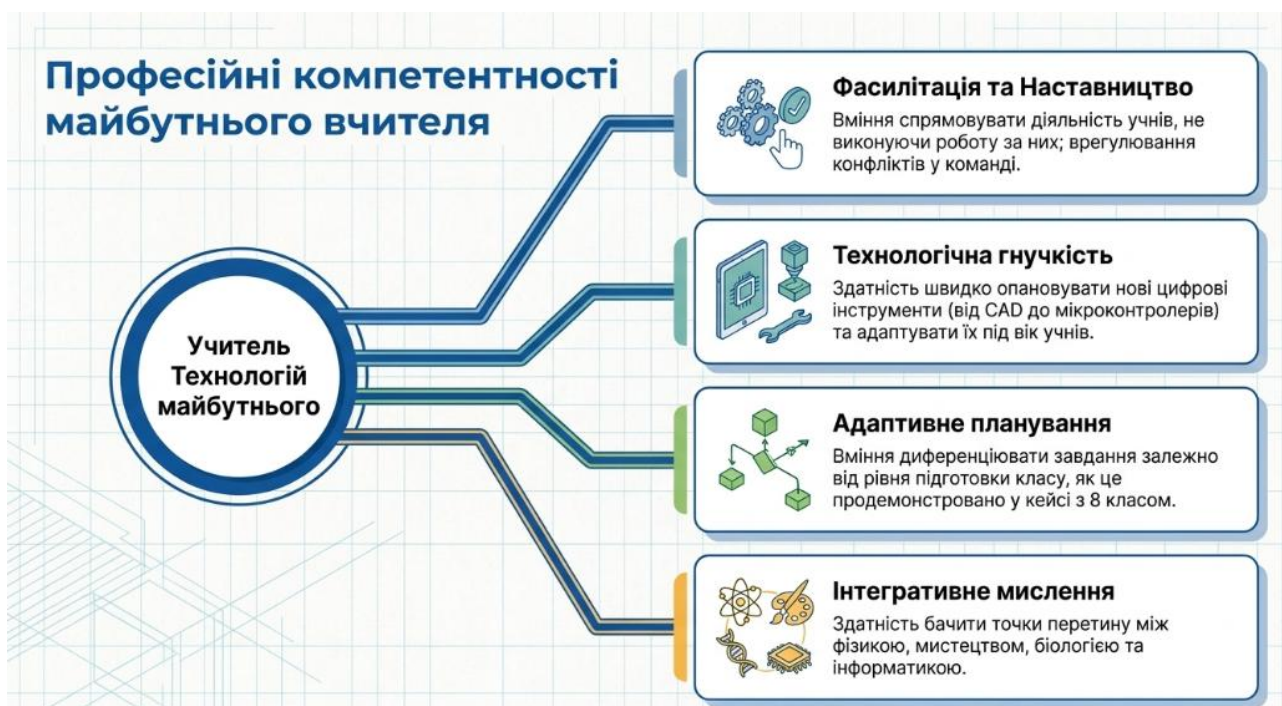 Професійні компетентності
майбутнього вчителя
Учитель
Технологій
майбутнього
Фасилітація та Наставництво
Вміння спрямовувати діяльність учнів, не
виконуючи роботу за них; врегулювання
конфліктів у команді.
Технологічна гнучкість
Здатність швидко опановувати нові цифрові
інструменти (від CAD до мікроконтролерів)
та адаптувати їх під вік учнів.
Адаптивне планування
Вміння диференціювати завдання залежно
від рівня підготовки класу, як це
продемонстровано у кейсі з 8 класом.
Інтегративне мислення
Здатність бачити точки перетину між
фізикою, мистецтвом, біологією та
інформатикою.